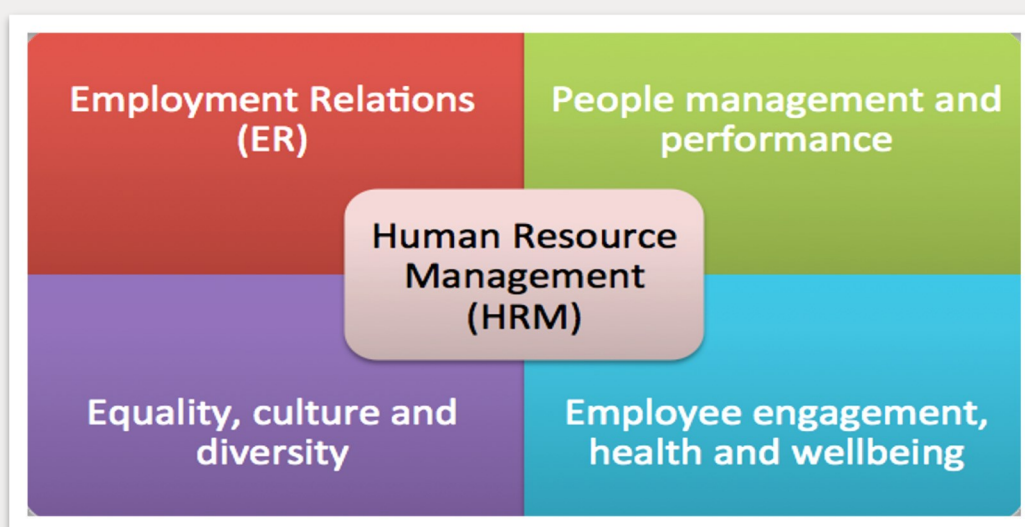 Employment Relations
(ER)
People management and
performance
Human Resource
Management
(HRM)
Equality, culture and
diversity
Employee engagement,
health and wellbeing